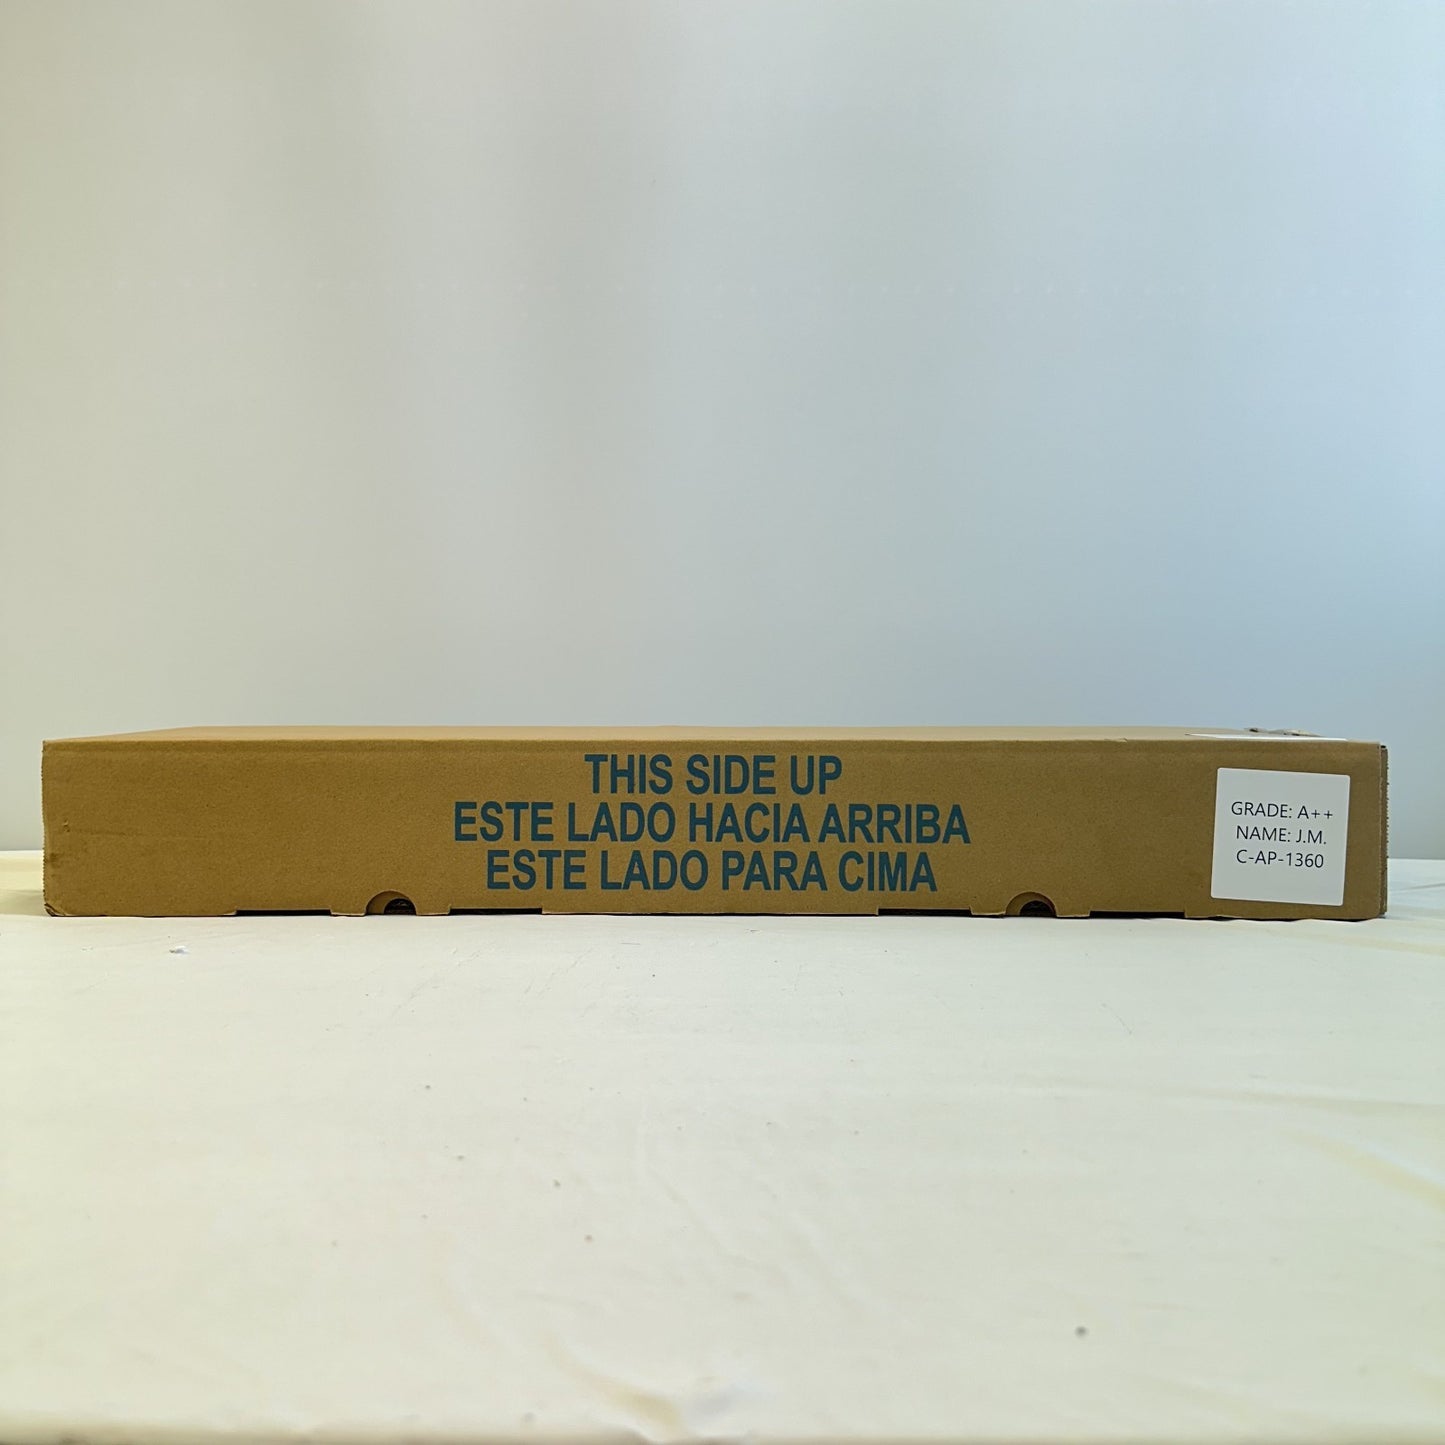 THIS SIDE UP
ESTE LADO HACIA ARRIBA
ESTE LADO PARA CIMA
GRADE: A++
NAME: J.M.
C-AP-1360